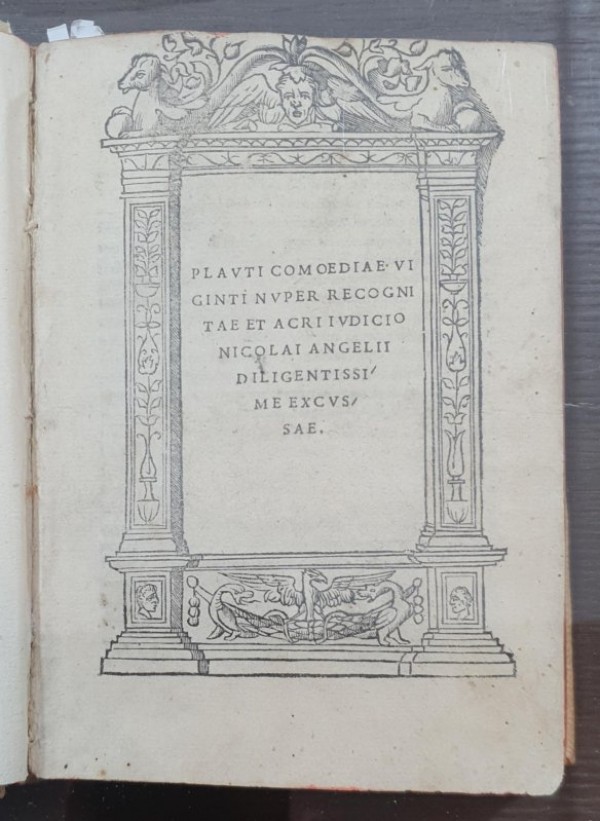 PLAVTI COMOEDIAE· VI
GINTI NVPER RECOGNI
TAE ET ACRI IVDICIO
NICOLAI ANGELII
DILIGENTISSI/
ME EXCVS/
SAE.